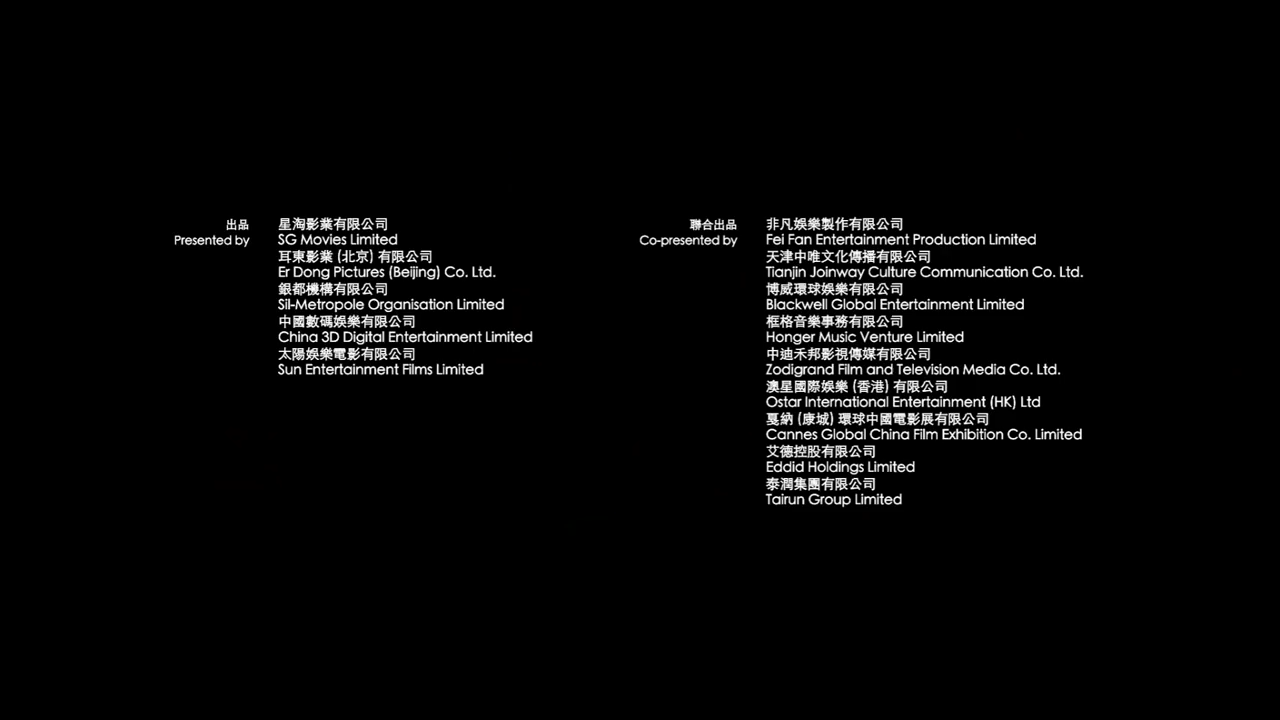 出品
Presented by
星淘影業有限公司
SG Movies Limited
耳東影業 (北京) 有限公司
Er Dong Pictures (Beijing) Co. Ltd.
銀都機構有限公司
Sil-Metropole Organisation Limited
中國數碼娛樂有限公司
China 3D Digital Entertainment Limited
太陽娛樂電影有限公司
Sun Entertainment Films Limited
聯合出品
Co-presented by
非凡娛樂製作有限公司
Fei Fan Entertainment Production Limited
天津中唯文化傳播有限公司
Tianjin Joinway Culture Communication Co. Ltd.
博威環球娛樂有限公司
Blackwell Global Entertainment Limited
框格音樂事務有限公司
Honger Music Venture Limited
中迪禾邦影視傳媒有限公司
Zodigrand Film and Television Media Co. Ltd.
澳星國際娛樂 (香港) 有限公司
Ostar International Entertainment (HK) Ltd
戛納 (康城) 環球中國電影展有限公司
Cannes Global China Film Exhibition Co. Limited
艾德控股有限公司
Eddid Holdings Limited
泰潤集團有限公司
Tairun Group Limited